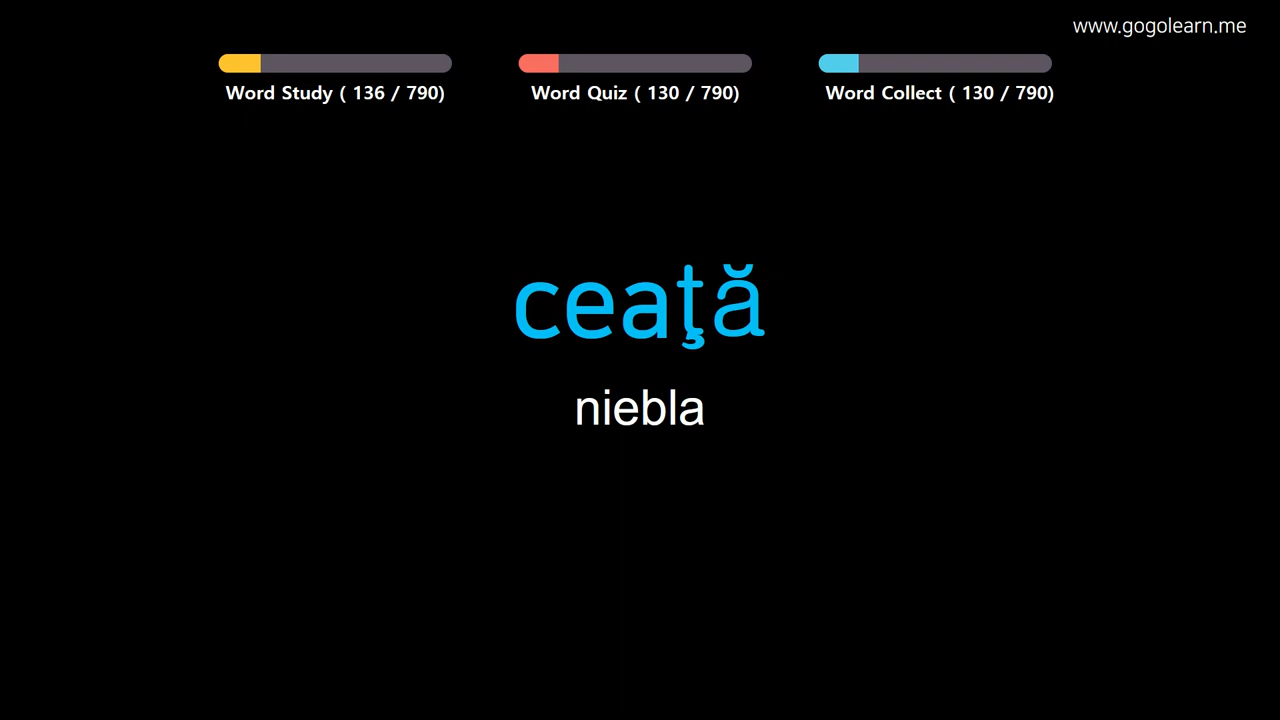 www.gogolearn.me
Word Study ( 136 / 790)
Word Quiz ( 130 / 790)
Word Collect ( 130 / 790)
ceaţă
niebla